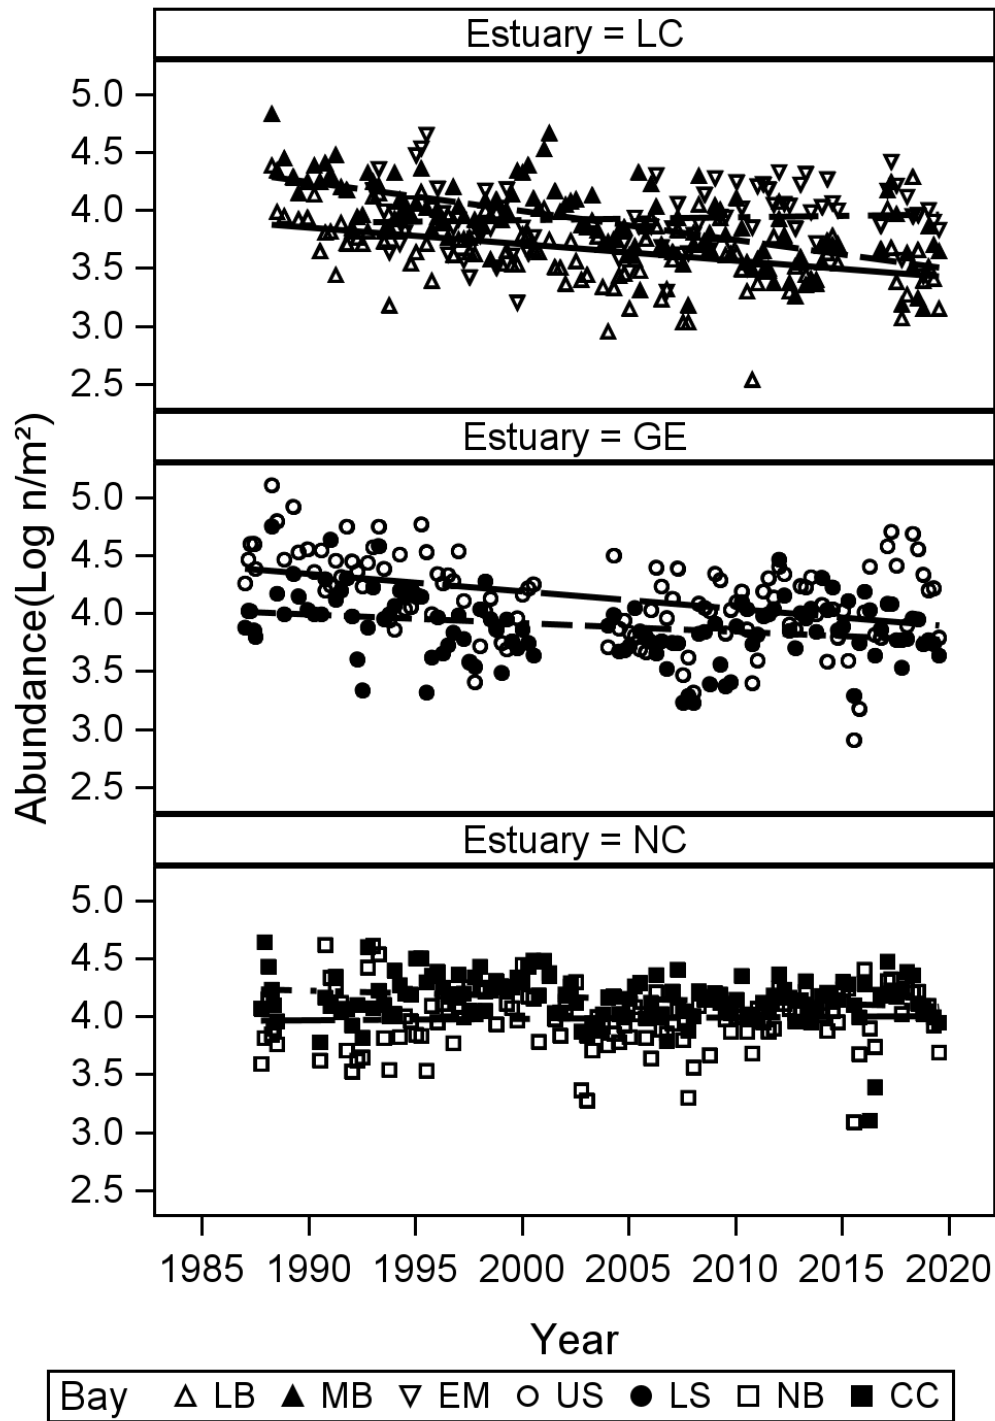 Estuary = LC
5.0
4.5
4.0
3.5
3.0
2.5
Estuary = GE
5.0
4.5
4.0
3.5
3.0
2.5
Estuary = NC
5.0
4.5
4.0
3.5
3.0
2.5
Abundance(Log n/m²)
1985 1990 1995 2000 2005 2010 2015 2020
Year
Bay LB MB EM US LS NB CC